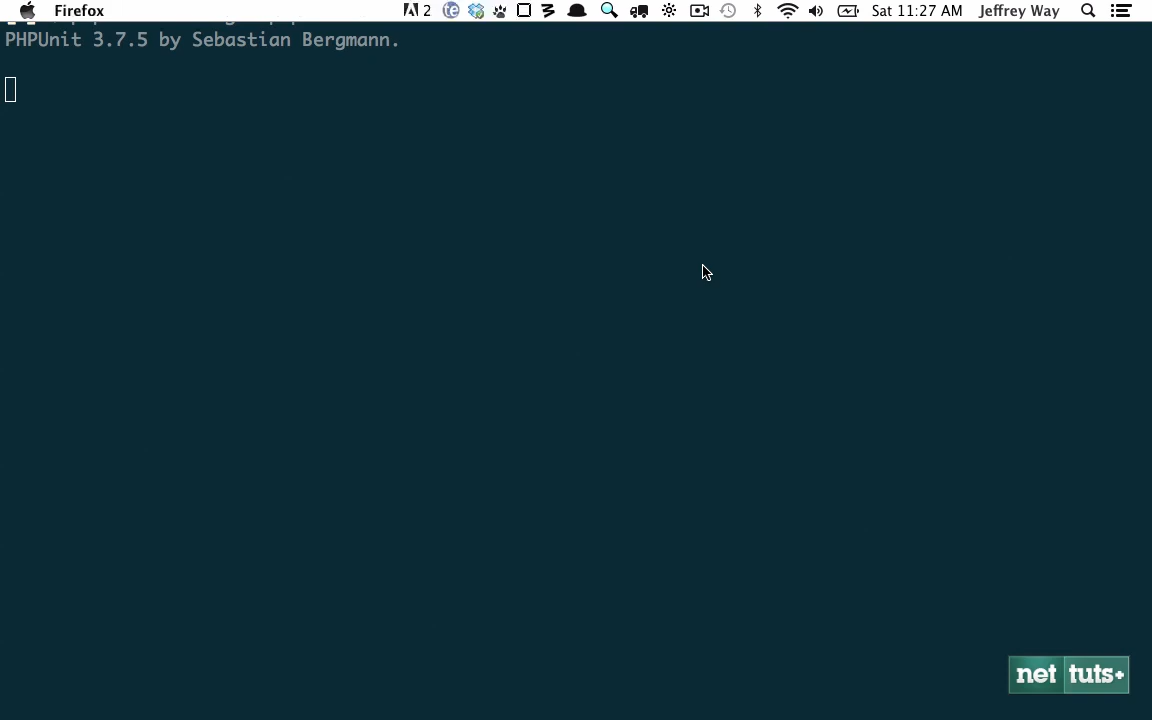 Firefox
2
Sat 11:27 AM
Jeffrey Way
PHPUnit 3.7.5 by Sebastian Bergmann.
net tuts+